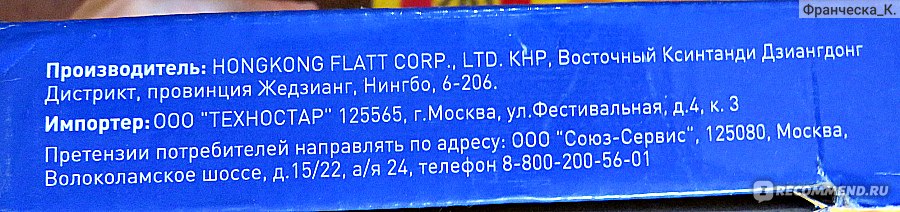 Франческа_К.
Производитель: HONGKONG FLATT CORP., LTD. КНР, Восточный Ксинтанди Дзиангдонг
Дистрикт, провинция Жедзианг, Нингбо, 6-206.
Импортер: ООО "ТЕХНОСТАР" 125565, г.Москва, ул.Фестивальная, д.4, к. 3
Претензии потребителей направлять по адресу: ООО "Союз-Сервис", 125080, Москва,
Волоколамское шоссе, д.15/22, а/я 24, телефон 8-800-200-56-01
RECOMMEND.RU